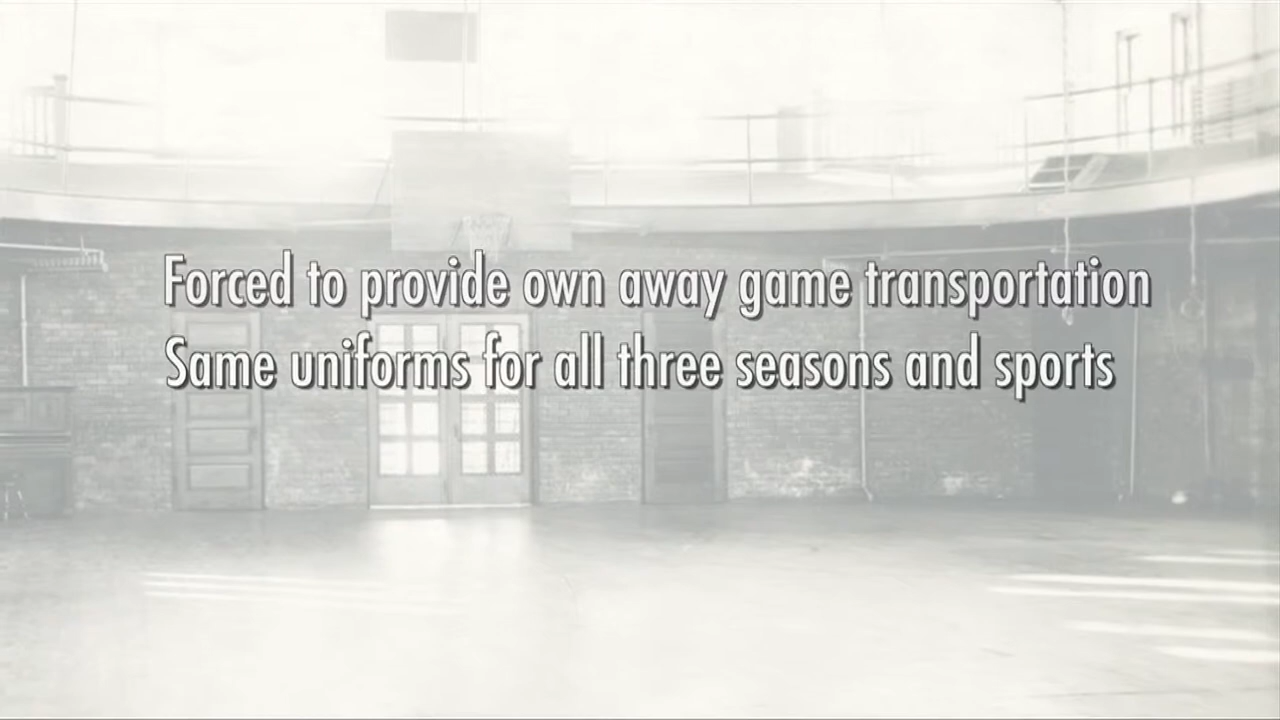 Forced to provide own away game transportation
Same uniforms for all three seasons and sports